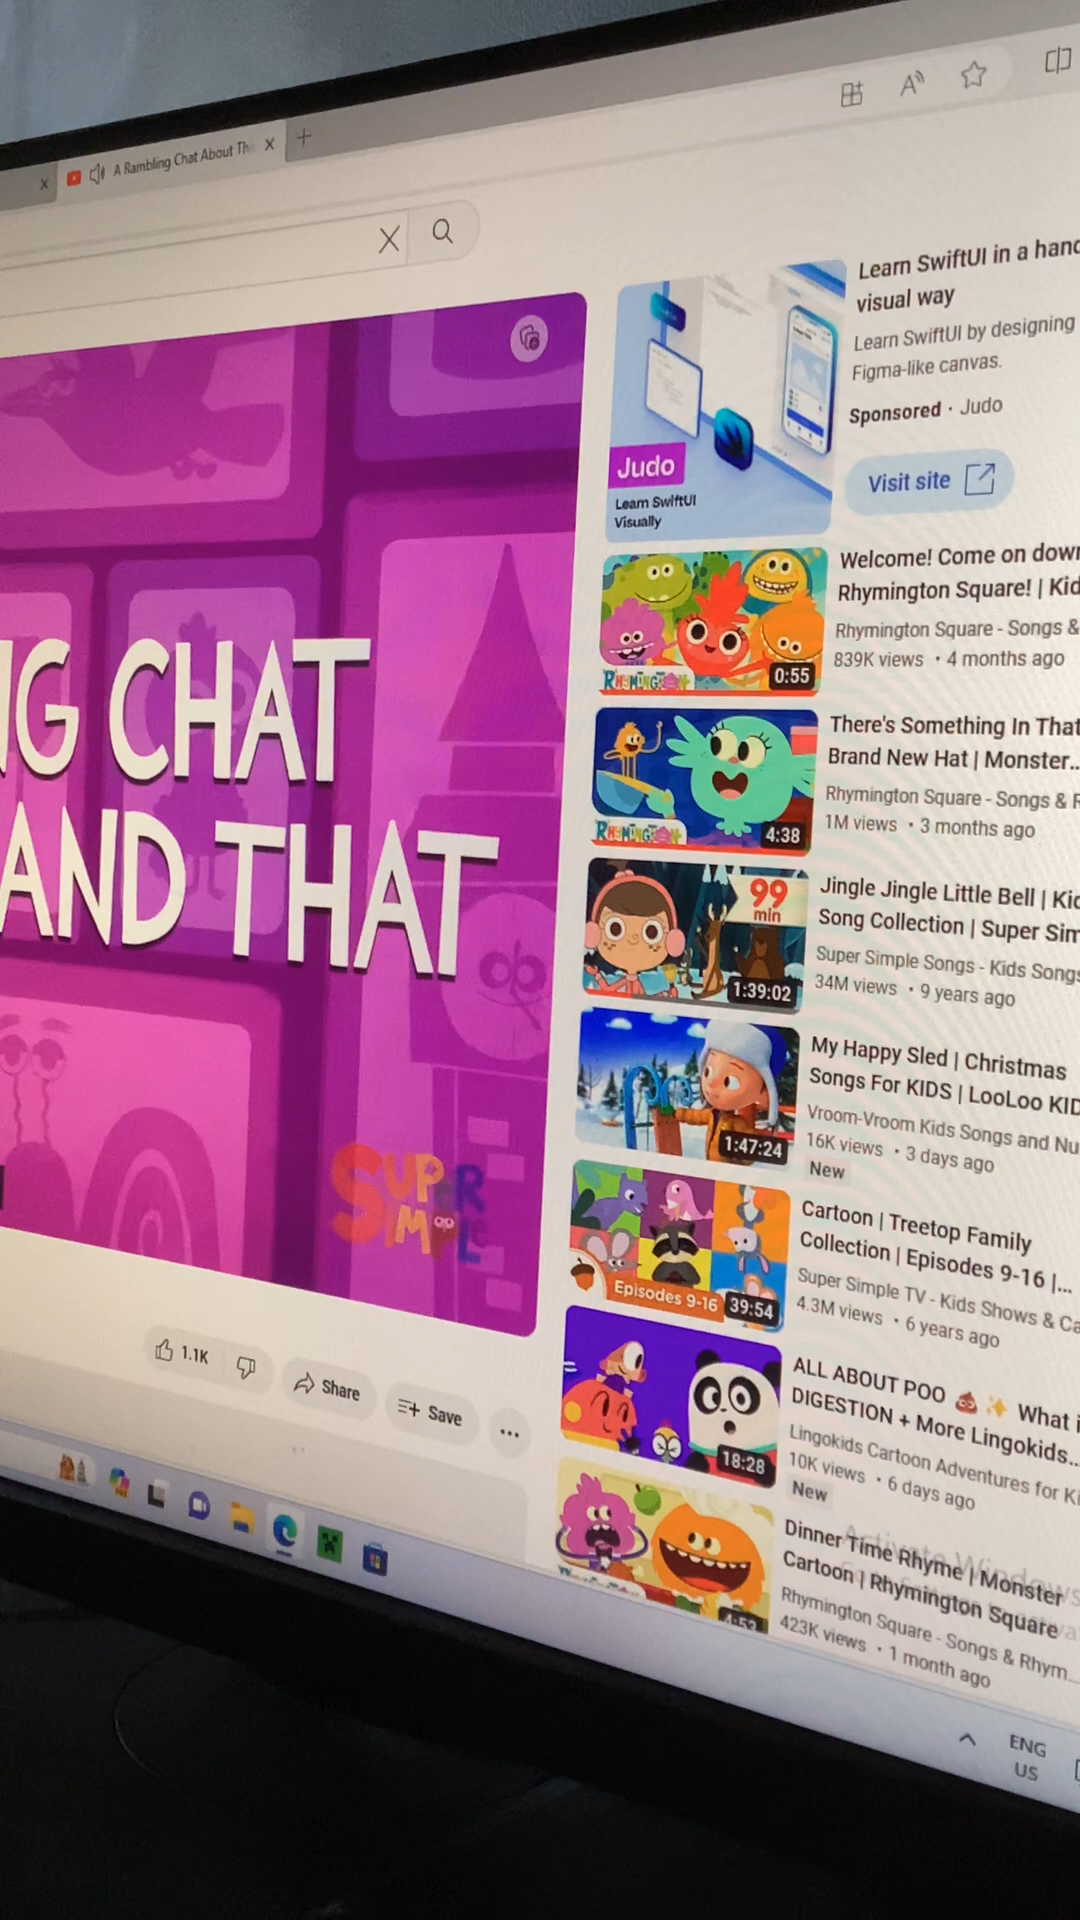 A Rambling Chat About Th
NG CHAT
AND THAT
SUPER
SIMPLE
1.1K
Share
Save
Learn SwiftUI in a hand
visual way
Learn SwiftUI by designing
Figma-like canvas.
Sponsored · Judo
Visit site
Judo
Learn SwiftUI
Visually
Welcome! Come on down
Rhymington Square! | Kid
Rhymington Square - Songs &
839K views • 4 months ago
RHYMINGTON
0:55
There's Something In That
Brand New Hat | Monster...
Rhymington Square - Songs & R
1M views • 3 months ago
RHYMINGTON
4:38
Jingle Jingle Little Bell | Kid
Song Collection | Super Sim
Super Simple Songs - Kids Songs
34M views • 9 years ago
99
min
1:39:02
My Happy Sled | Christmas
Songs For KIDS | LooLoo KID
Vroom-Vroom Kids Songs and Nu
16K views • 3 days ago
New
1:47:24
Cartoon | Treetop Family
Collection | Episodes 9-16 |...
Super Simple TV - Kids Shows & Ca
4.3M views • 6 years ago
Episodes 9-16
39:54
ALL ABOUT POO 💩 ✨ What i
DIGESTION + More Lingokids...
Lingokids Cartoon Adventures for Ki
10K views • 6 days ago
New
18:28
Dinner Time Rhyme | Monster
Cartoon | Rhymington Square
Rhymington Square - Songs & Rhym...
423K views • 1 month ago
4:53
Activate Windows
ENG
US